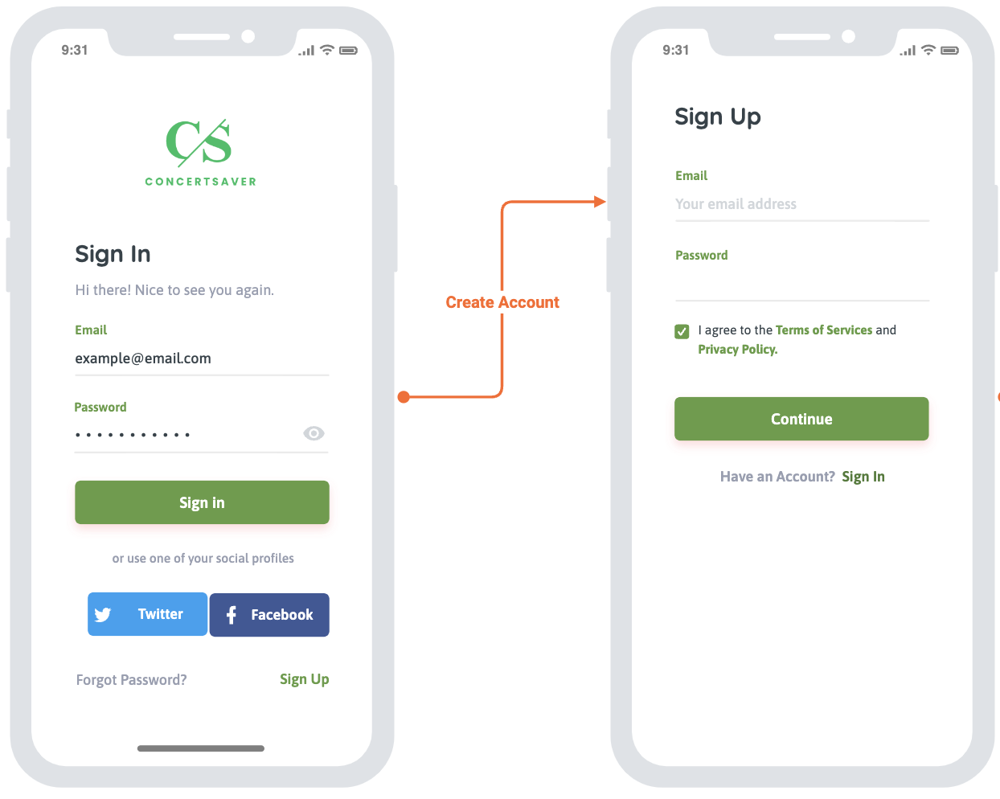 9:31
CS
CONCERTSAVER
Sign In
Hi there! Nice to see you again.
Email
example@email.com
Password
•••••••••••
Sign in
or use one of your social profiles
Twitter
Facebook
Forgot Password?
Sign Up
Create Account
9:31
Sign Up
Email
Your email address
Password
I agree to the Terms of Services and
Privacy Policy.
Continue
Have an Account? Sign In